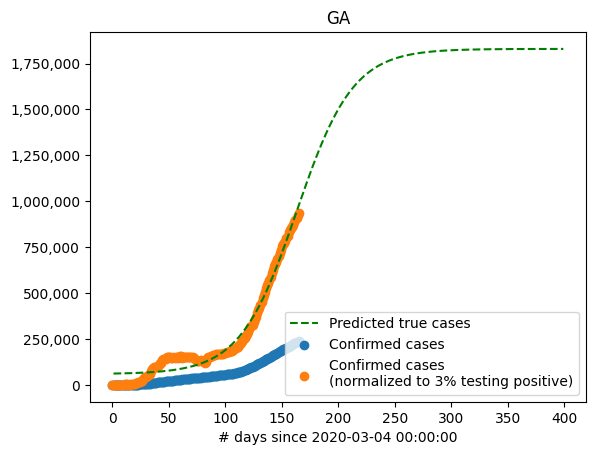 GA
1,750,000
1,500,000
1,250,000
1,000,000
750,000
500,000
250,000
0
Predicted true cases
Confirmed cases
Confirmed cases
(normalized to 3% testing positive)
0 50 100 150 200 250 300 350 400
# days since 2020-03-04 00:00:00